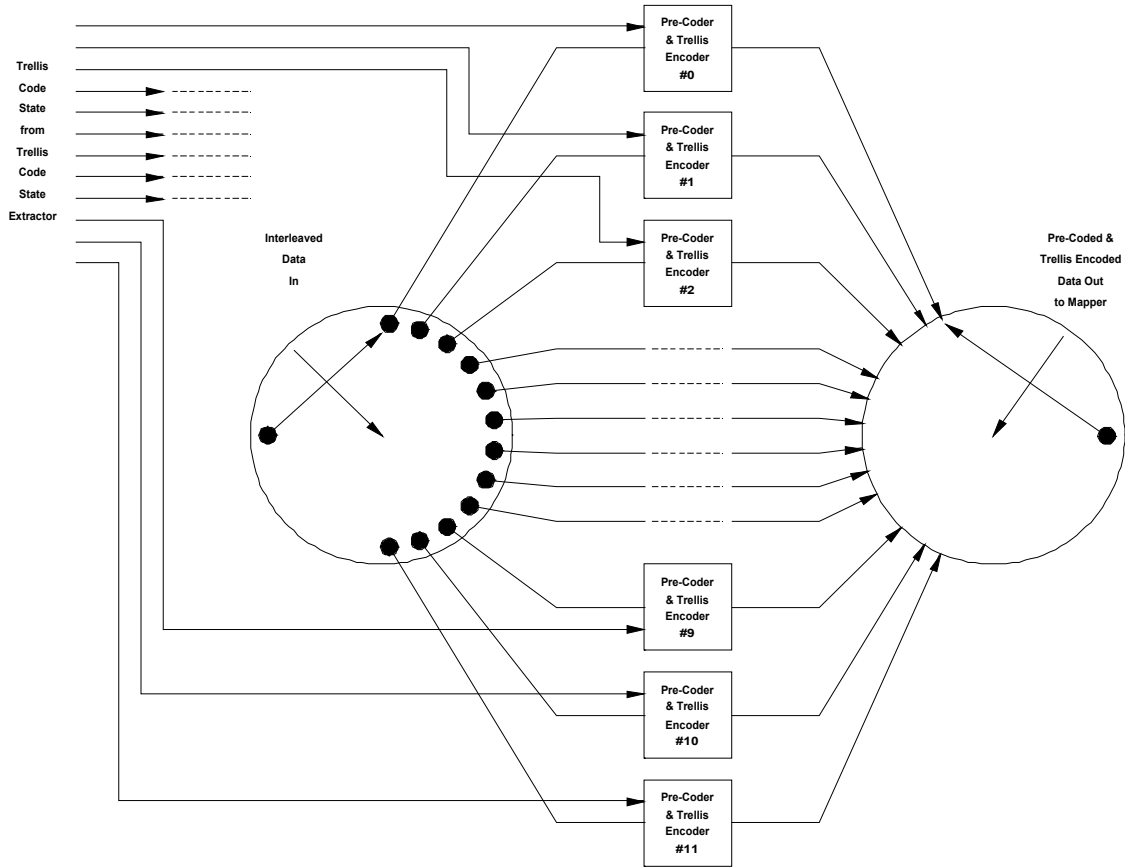 Trellis
Code
State
from
Trellis
Code
State
Extractor
Interleaved
Data
In
Pre-Coder
& Trellis
Encoder
#0
Pre-Coder
& Trellis
Encoder
#1
Pre-Coder
& Trellis
Encoder
#2
Pre-Coder
& Trellis
Encoder
#9
Pre-Coder
& Trellis
Encoder
#10
Pre-Coder
& Trellis
Encoder
#11
Pre-Coded &
Trellis Encoded
Data Out
to Mapper